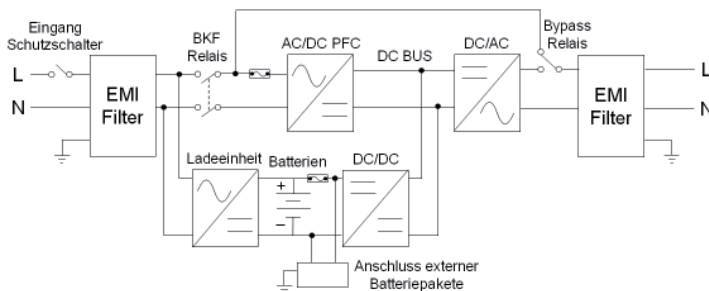 Eingang
Schutzschalter
BKF
Relais
AC/DC PFC
DC BUS
DC/AC
Bypass
Relais
L
L
N
N
EMI
Filter
EMI
Filter
Ladeeinheit
Batterien
DC/DC
+
−
Anschluss externer
Batteriepakete